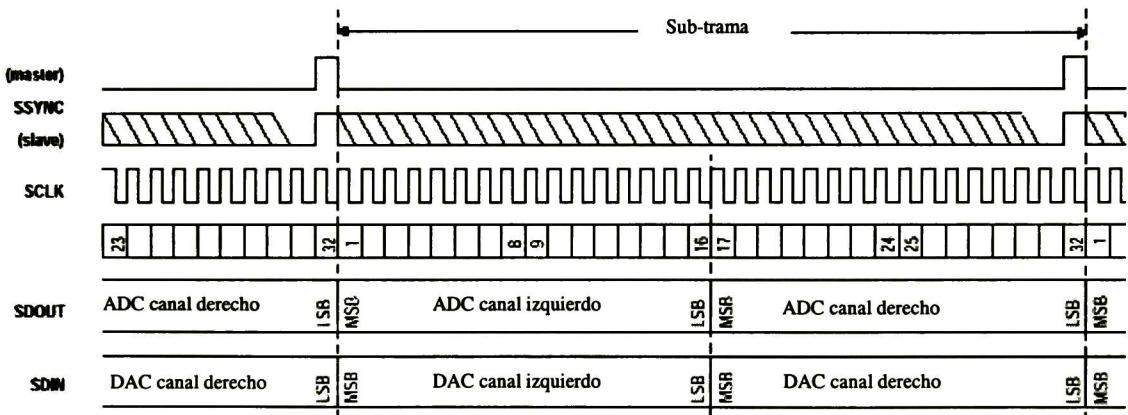 Sub-trama
(master)
SSYNC
(slave)
SCLK
23 32 1 8 9 16 17 24 25 32 1
SDOUT ADC canal derecho LSB MSB ADC canal izquierdo LSB MSB ADC canal derecho LSB MSB
SDIN DAC canal derecho LSB MSB DAC canal izquierdo LSB MSB DAC canal derecho LSB MSB